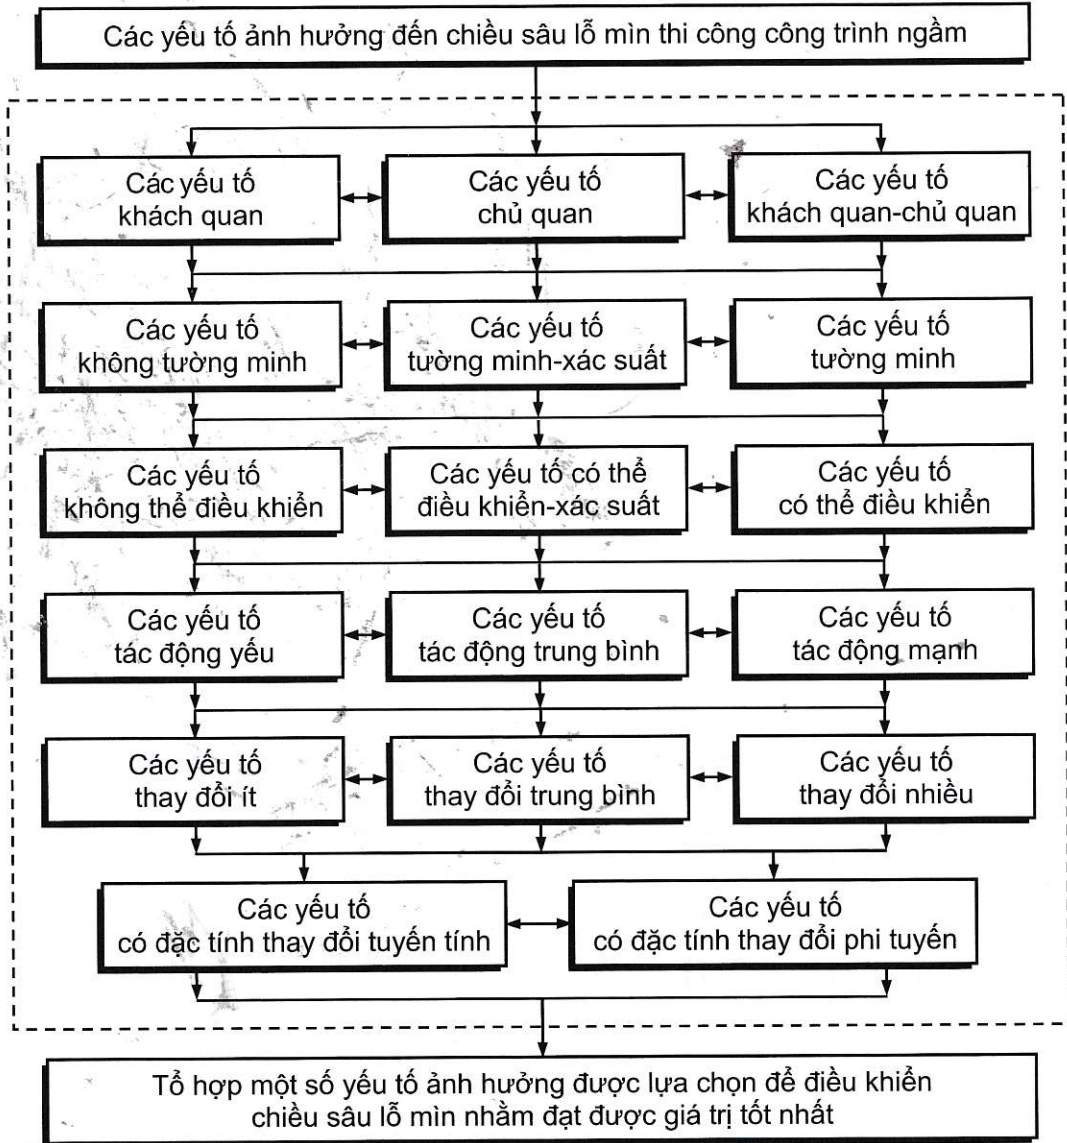 Các yếu tố ảnh hưởng đến chiều sâu lỗ mìn thi công công trình ngầm
Các yếu tố
khách quan
Các yếu tố
chủ quan
Các yếu tố
khách quan-chủ quan
Các yếu tố
không tường minh
Các yếu tố
tường minh-xác suất
Các yếu tố
tường minh
Các yếu tố
không thể điều khiển
Các yếu tố có thể
điều khiển-xác suất
Các yếu tố
có thể điều khiển
Các yếu tố
tác động yếu
Các yếu tố
tác động trung bình
Các yếu tố
tác động mạnh
Các yếu tố
thay đổi ít
Các yếu tố
thay đổi trung bình
Các yếu tố
thay đổi nhiều
Các yếu tố
có đặc tính thay đổi tuyến tính
Các yếu tố
có đặc tính thay đổi phi tuyến
Tổ hợp một số yếu tố ảnh hưởng được lựa chọn để điều khiển
chiều sâu lỗ mìn nhằm đạt được giá trị tốt nhất